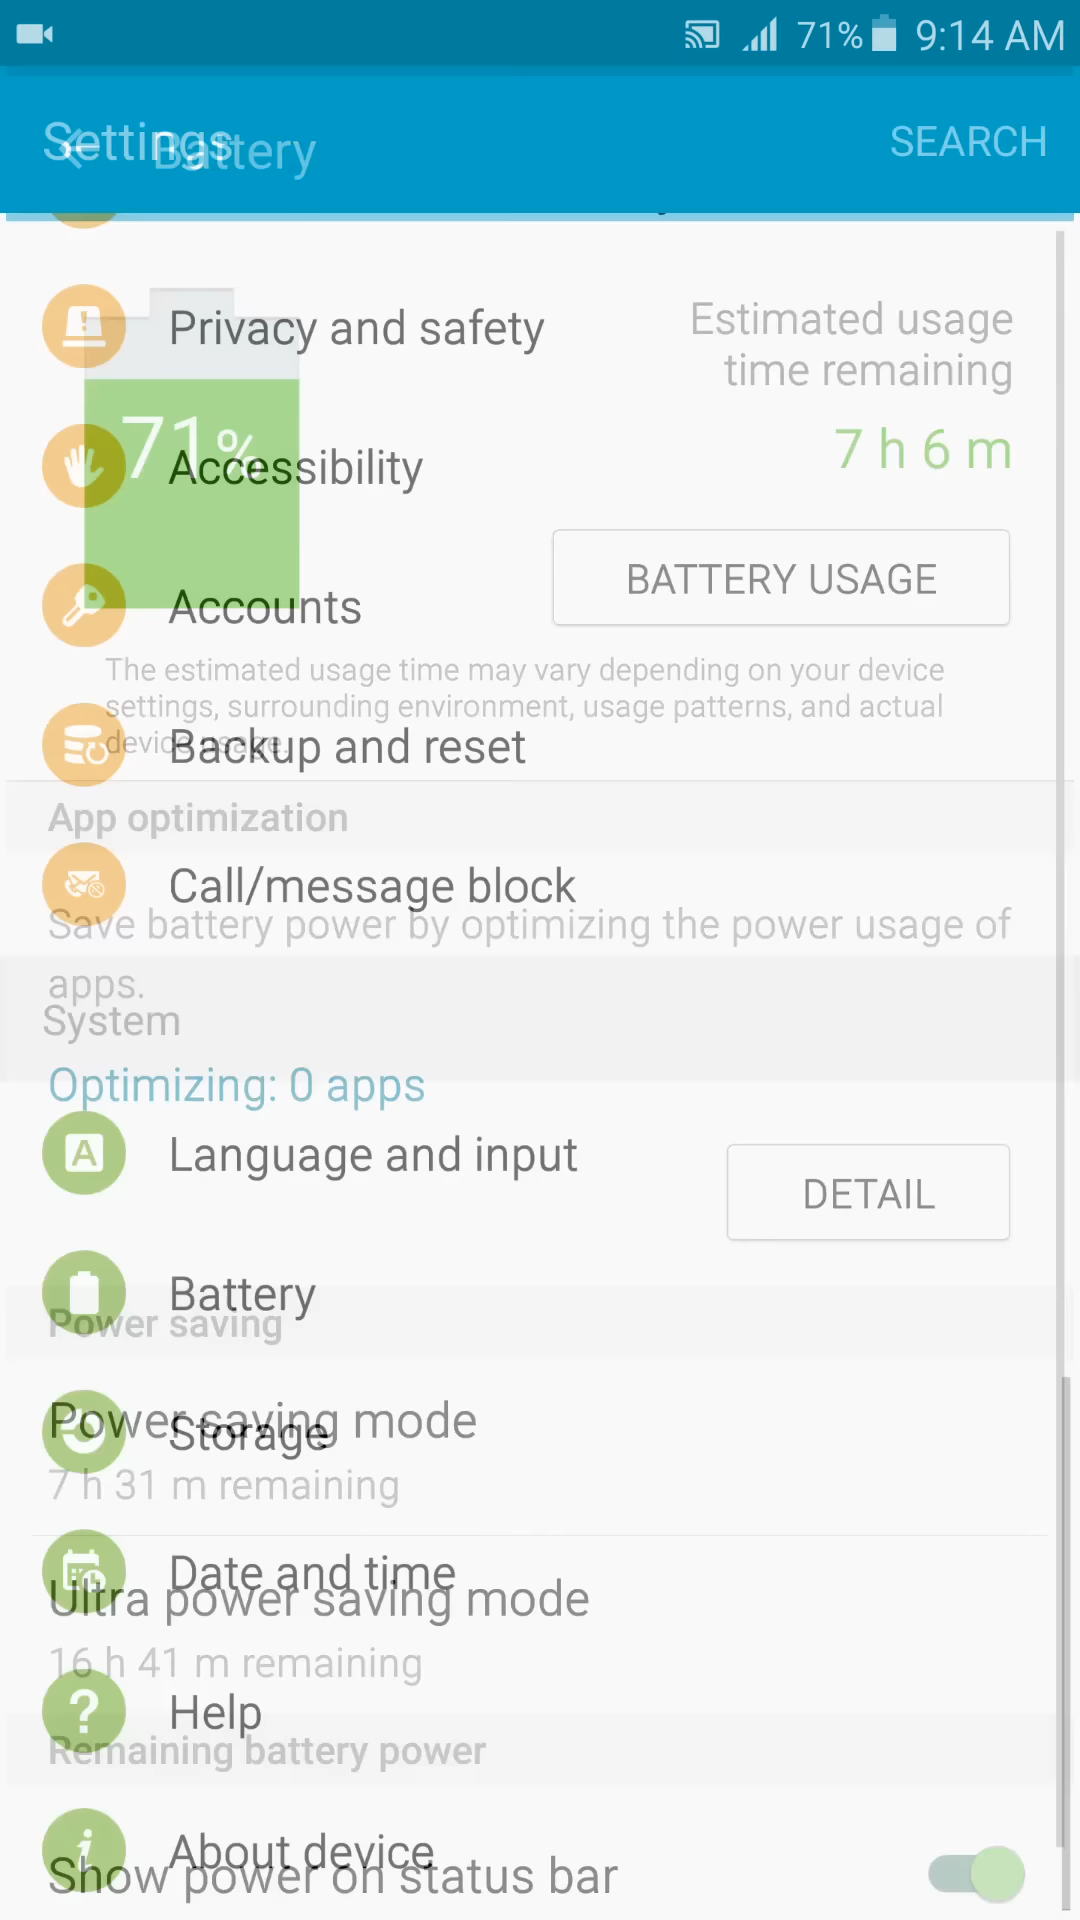 71% 9:14 AM
Settings
Battery
SEARCH
Privacy and safety
Estimated usage
time remaining
71%
Accessibility
7 h 6 m
BATTERY USAGE
Accounts
The estimated usage time may vary depending on your device
settings, surrounding environment, usage patterns, and actual
device usage.
Backup and reset
App optimization
Call/message block
Save battery power by optimizing the power usage of
apps.
System
Optimizing: 0 apps
Language and input
DETAIL
Battery
Power saving
Power saving mode
Storage
7 h 31 m remaining
Date and time
Ultra power saving mode
16 h 41 m remaining
Help
Remaining battery power
About device
Show power on status bar